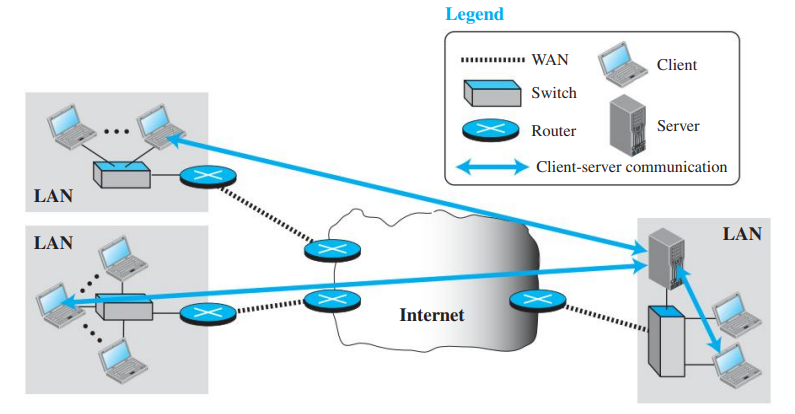 Legend
WAN
Client
Switch
Router
Server
Client-server communication
LAN
LAN
LAN
Internet